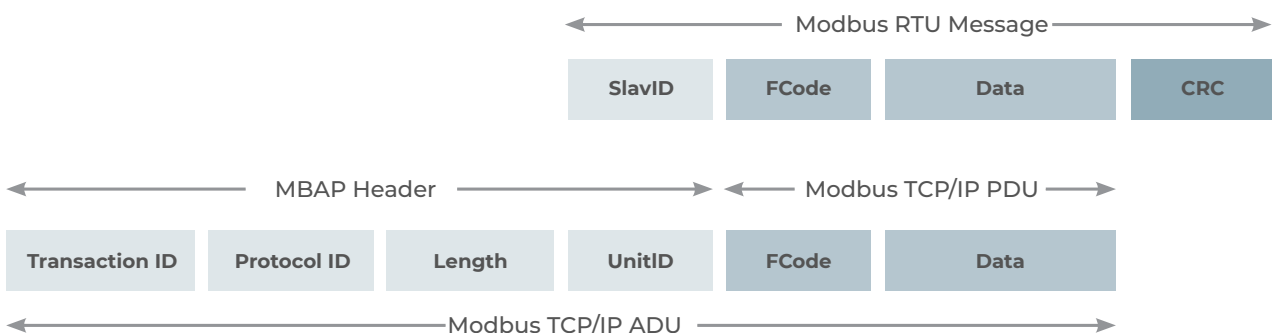 Modbus RTU Message
SlavID FCode Data CRC
MBAP Header Modbus TCP/IP PDU
Transaction ID Protocol ID Length UnitID FCode Data
Modbus TCP/IP ADU